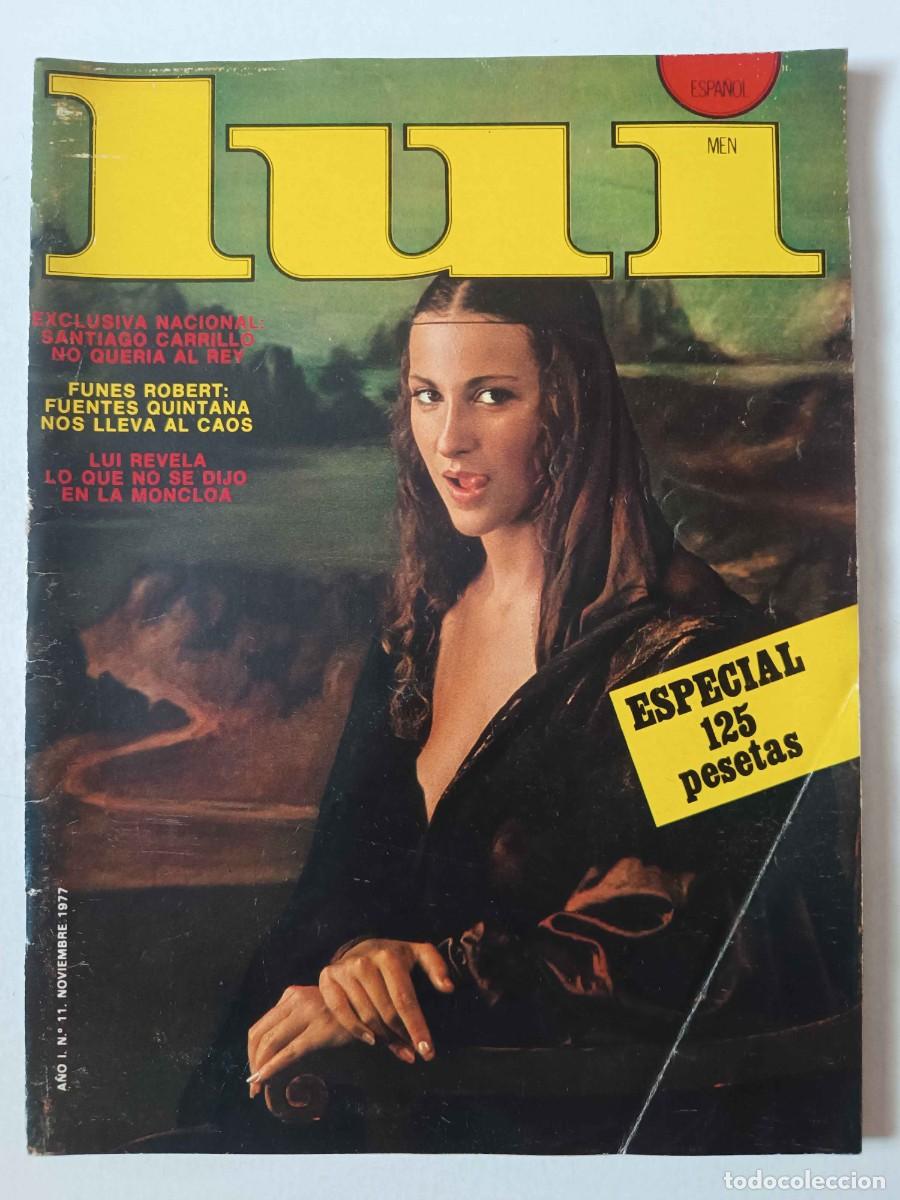 lui
ESPAÑOL
MEN
EXCLUSIVA NACIONAL:
SANTIAGO CARRILLO
NO QUERIA AL REY
FUNES ROBERT:
FUENTES QUINTANA
NOS LLEVA AL CAOS
LUI REVELA
LO QUE NO SE DIJO
EN LA MONCLOA
ESPECIAL
125
pesetas
AÑO I. N.º 11. NOVIEMBRE 1977
todocoleccion